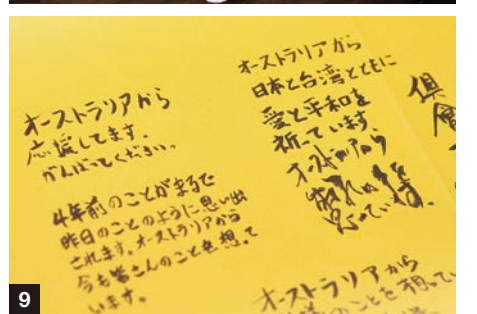 オーストラリアから
応援してます.
がんばってください.
4年前のことがまるで
昨日のことのように思い出
されます.オーストラリアから
今も皆さんのことを想って
います.
オーストラリアから
日本と台湾とともに
愛と平和を
祈っています
オーストラリアから
思っています.
オーストラリアから
のことを想ってい
9